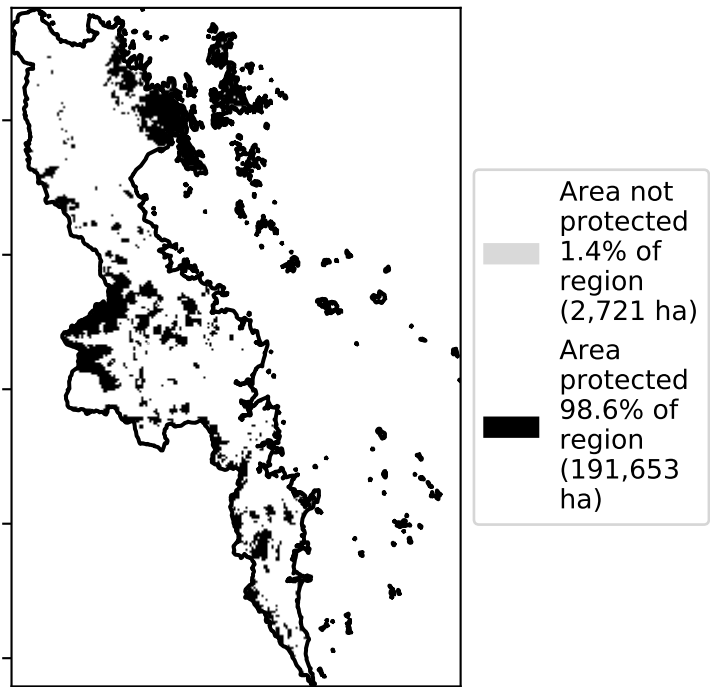 Area not
protected
1.4% of
region
(2,721 ha)
Area
protected
98.6% of
region
(191,653
ha)